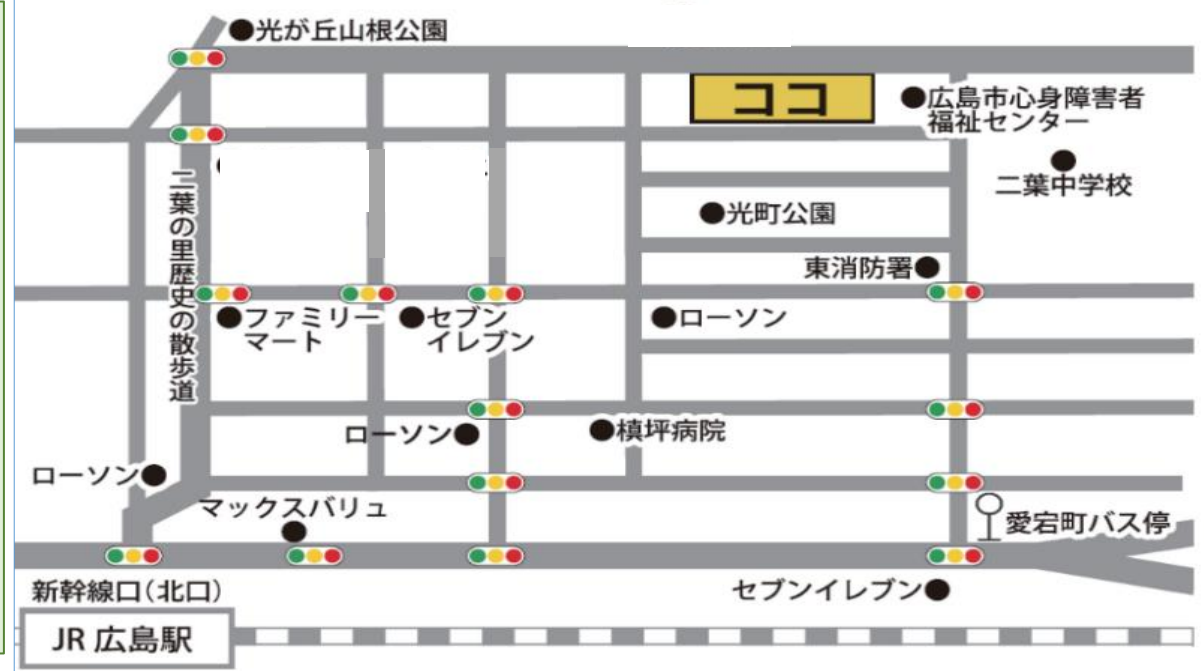 ●光が丘山根公園
ココ
●広島市心身障害者
福祉センター
●
二葉中学校
二葉の里歴史の散歩道
●光町公園
東消防署●
●ファミリー
マート
●セブン
イレブン
●ローソン
ローソン●
●槙坪病院
ローソン●
マックスバリュ
●
愛宕町バス停
新幹線口(北口)
セブンイレブン●
JR 広島駅